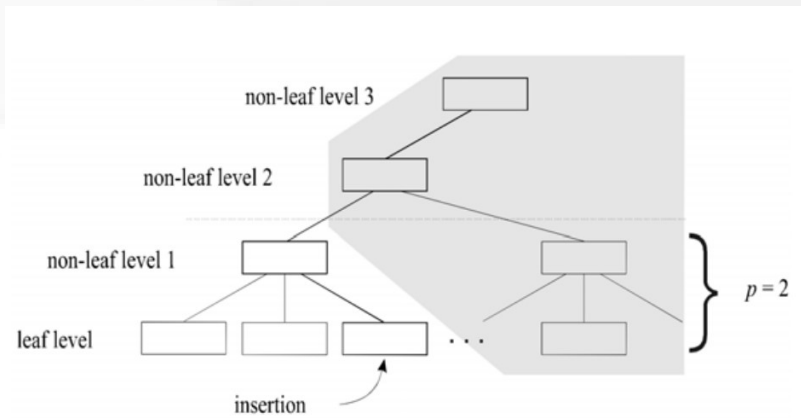 non-leaf level 3
non-leaf level 2
non-leaf level 1
p = 2
leaf level
...
insertion